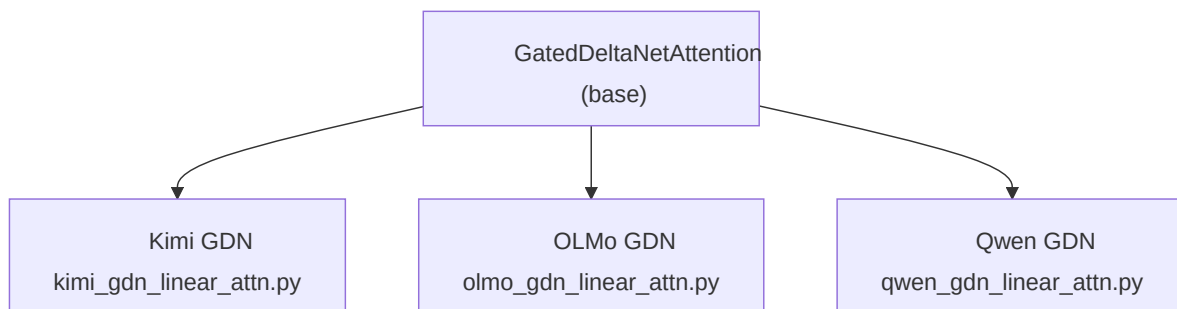 GatedDeltaNetAttention
(base)
Kimi GDN
kimi_gdn_linear_attn.py
OLMo GDN
olmo_gdn_linear_attn.py
Qwen GDN
qwen_gdn_linear_attn.py